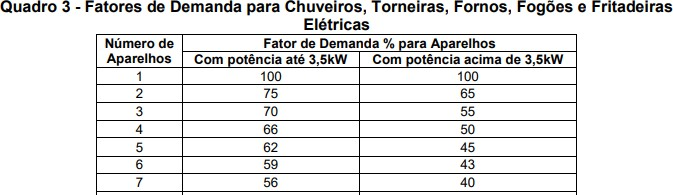 Quadro 3 - Fatores de Demanda para Chuveiros, Torneiras, Fornos, Fogões e Fritadeiras
Elétricas
Número de Aparelhos | Fator de Demanda % para Aparelhos
Com potência até 3,5kW | Com potência acima de 3,5kW
1 | 100 | 100
2 | 75 | 65
3 | 70 | 55
4 | 66 | 50
5 | 62 | 45
6 | 59 | 43
7 | 56 | 40